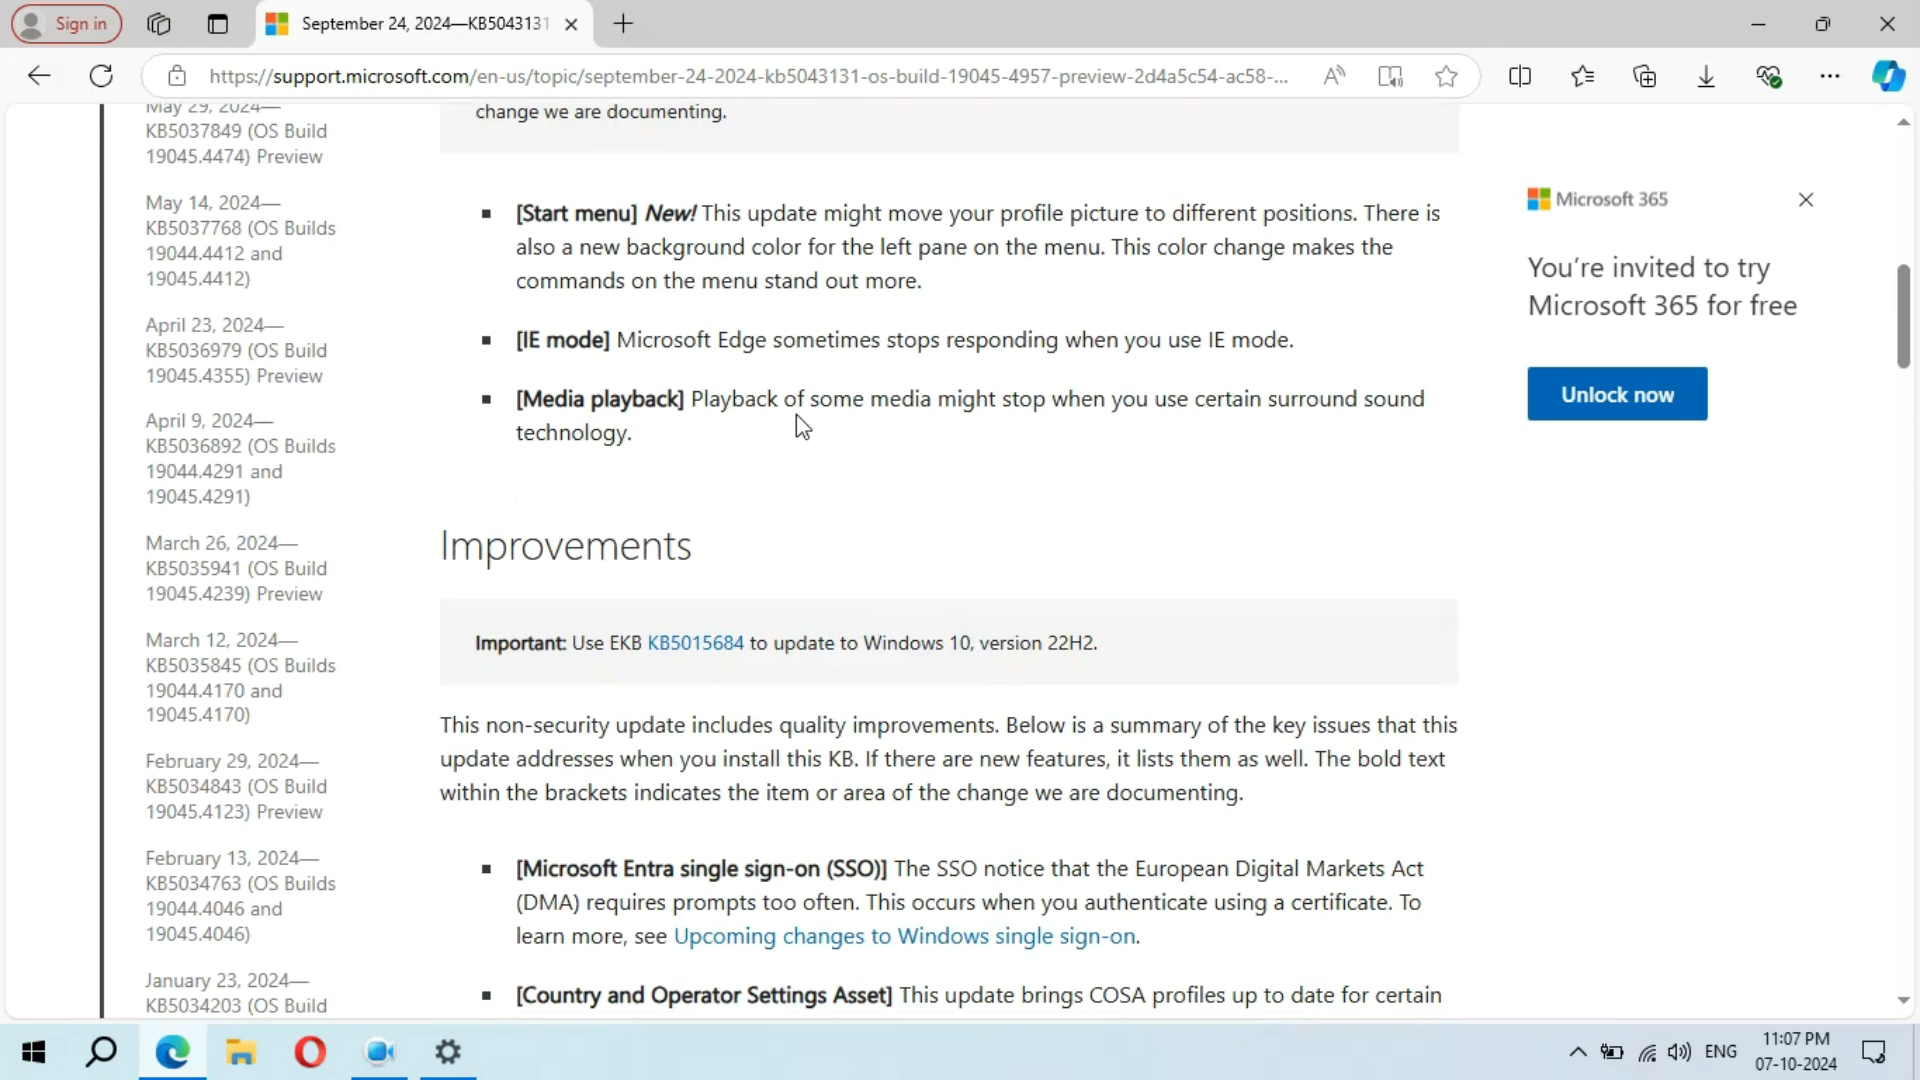 Sign in
September 24, 2024—KB5043131
https://support.microsoft.com/en-us/topic/september-24-2024-kb5043131-os-build-19045-4957-preview-2d4a5c54-ac58-...
May 29, 2024—
KB5037849 (OS Build
19045.4474) Preview
May 14, 2024—
KB5037768 (OS Builds
19044.4412 and
19045.4412)
April 23, 2024—
KB5036979 (OS Build
19045.4355) Preview
April 9, 2024—
KB5036892 (OS Builds
19044.4291 and
19045.4291)
March 26, 2024—
KB5035941 (OS Build
19045.4239) Preview
March 12, 2024—
KB5035845 (OS Builds
19044.4170 and
19045.4170)
February 29, 2024—
KB5034843 (OS Build
19045.4123) Preview
February 13, 2024—
KB5034763 (OS Builds
19044.4046 and
19045.4046)
January 23, 2024—
KB5034203 (OS Build
change we are documenting.
[Start menu] New! This update might move your profile picture to different positions. There is
also a new background color for the left pane on the menu. This color change makes the
commands on the menu stand out more.
[IE mode] Microsoft Edge sometimes stops responding when you use IE mode.
[Media playback] Playback of some media might stop when you use certain surround sound
technology.
Improvements
Important: Use EKB KB5015684 to update to Windows 10, version 22H2.
This non-security update includes quality improvements. Below is a summary of the key issues that this
update addresses when you install this KB. If there are new features, it lists them as well. The bold text
within the brackets indicates the item or area of the change we are documenting.
[Microsoft Entra single sign-on (SSO)] The SSO notice that the European Digital Markets Act
(DMA) requires prompts too often. This occurs when you authenticate using a certificate. To
learn more, see Upcoming changes to Windows single sign-on.
[Country and Operator Settings Asset] This update brings COSA profiles up to date for certain
Microsoft 365
You're invited to try
Microsoft 365 for free
Unlock now
ENG
11:07 PM
07-10-2024